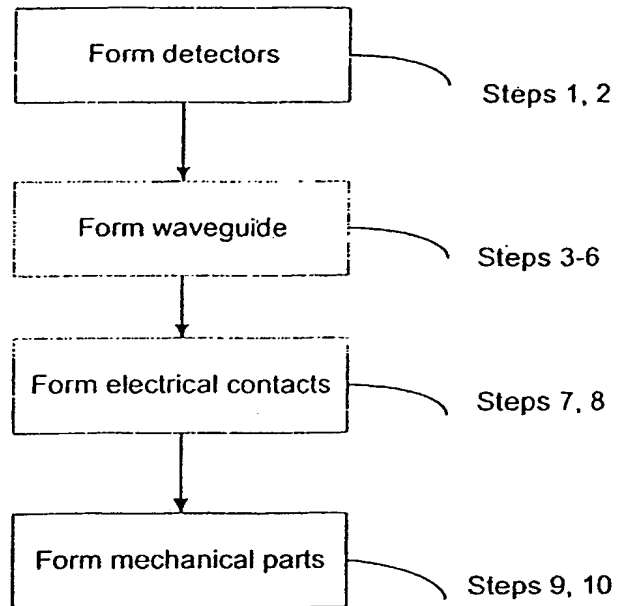 Form detectors
Steps 1, 2
Form waveguide
Steps 3-6
Form electrical contacts
Steps 7, 8
Form mechanical parts
Steps 9, 10